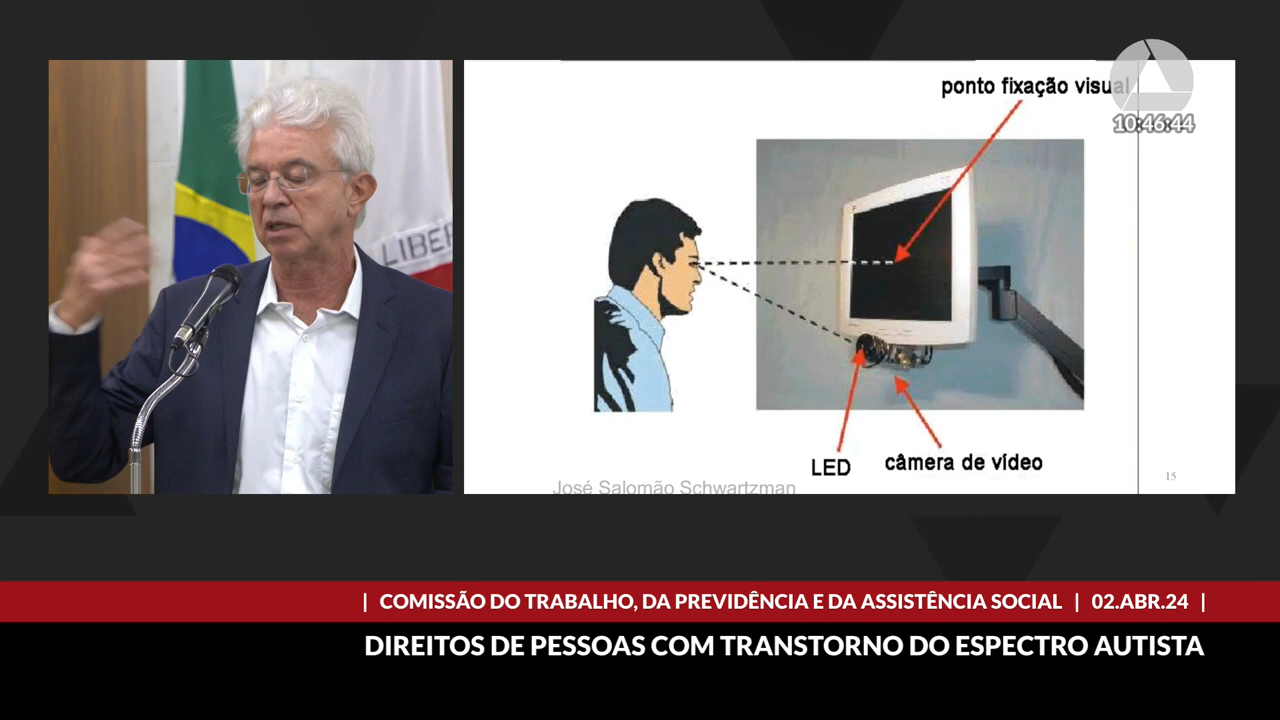 ponto fixação visual
10:46:44
LIBER
LED
câmera de vídeo
José Salomão Schwartzman
15
| COMISSÃO DO TRABALHO, DA PREVIDÊNCIA E DA ASSISTÊNCIA SOCIAL | 02.ABR.24 |
DIREITOS DE PESSOAS COM TRANSTORNO DO ESPECTRO AUTISTA